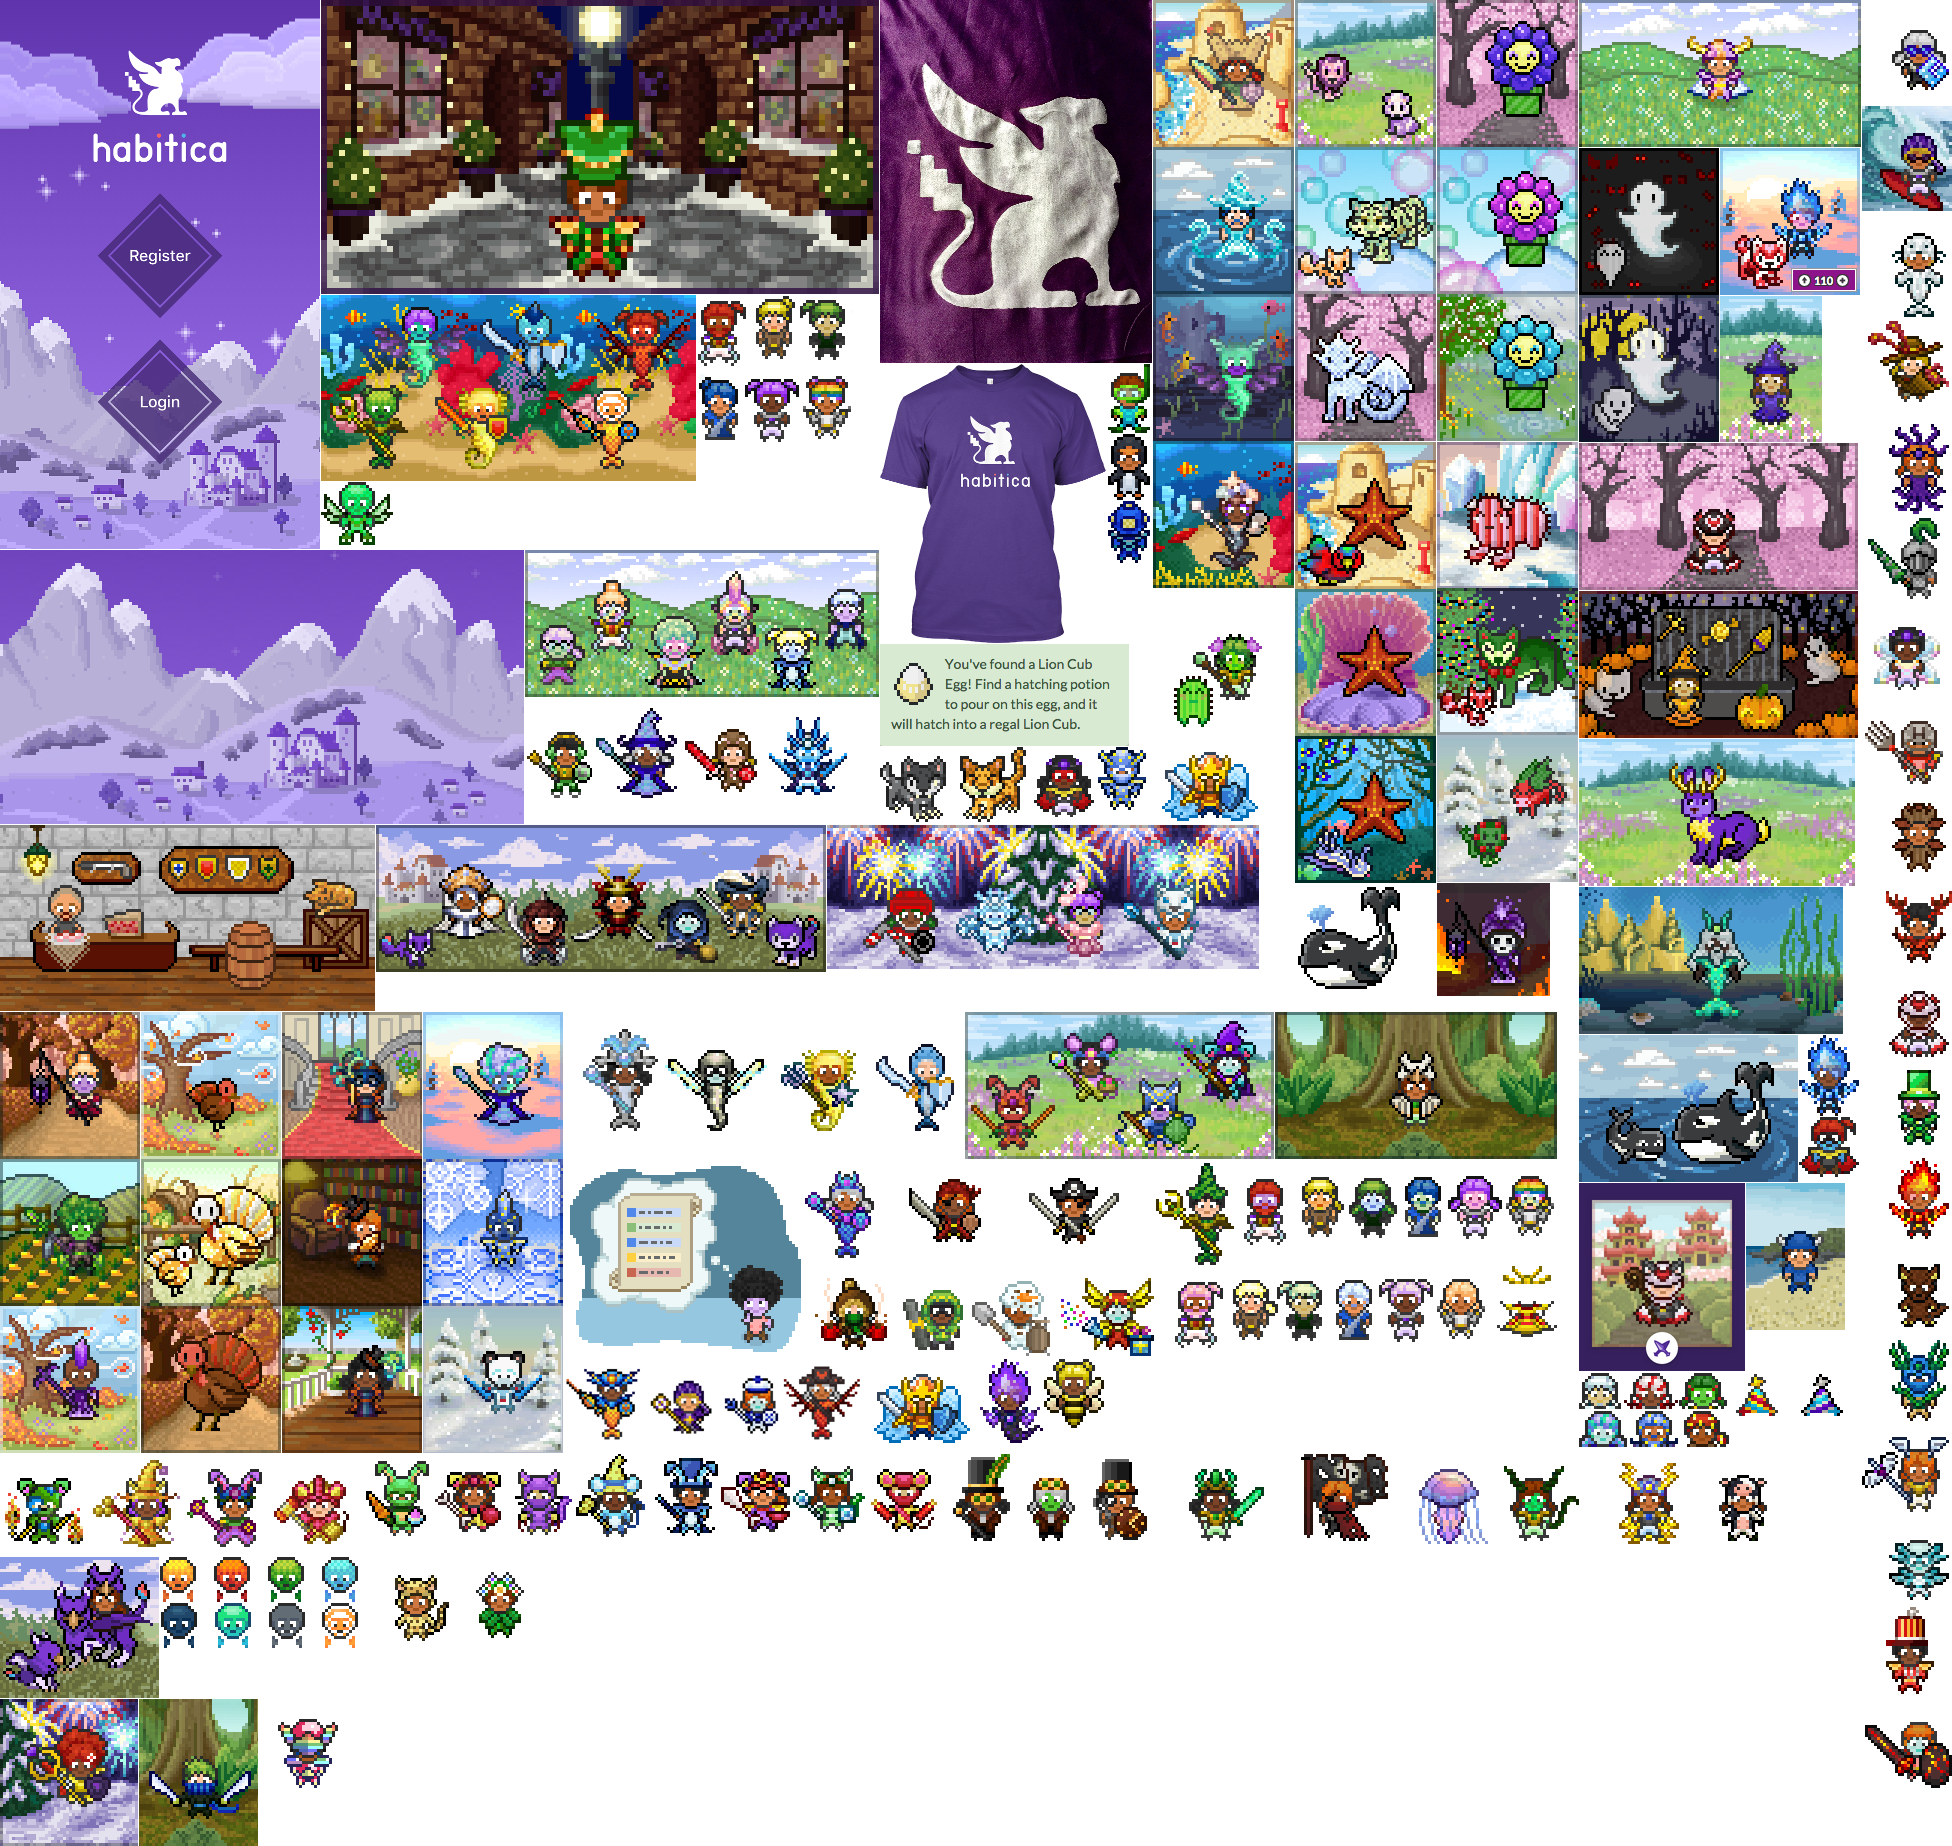 habitica
Register
Login
habitica
You've found a Lion Cub
Egg! Find a hatching potion
to pour on this egg, and it
will hatch into a regal Lion Cub.
110